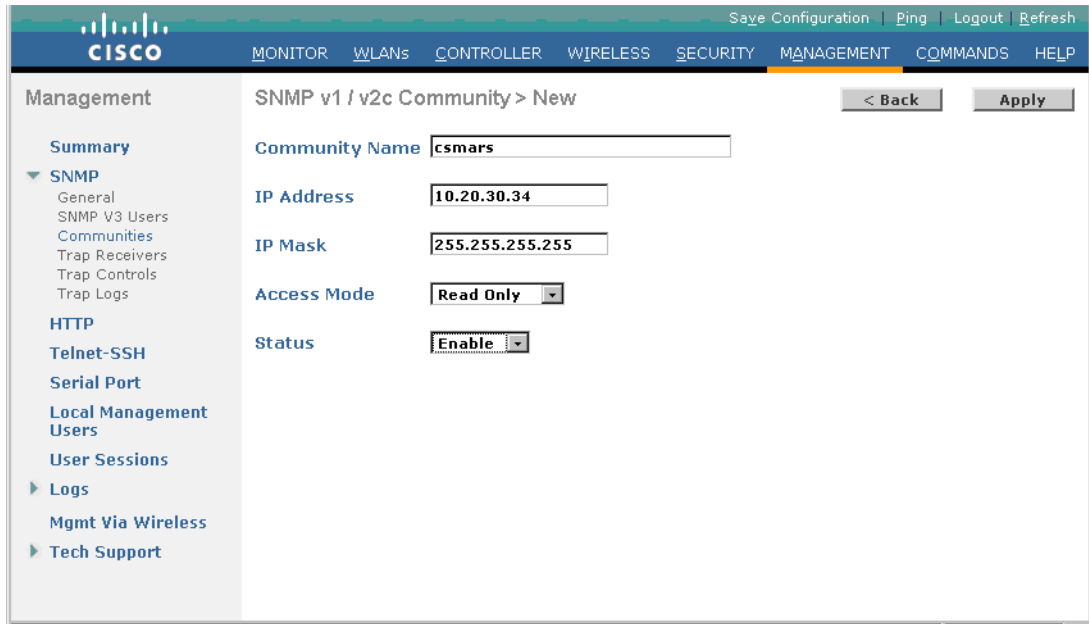 Save Configuration | Ping | Logout | Refresh
CISCO
MONITOR WLANs CONTROLLER WIRELESS SECURITY MANAGEMENT COMMANDS HELP
Management
SNMP v1 / v2c Community > New
< Back
Apply
Summary
SNMP
General
SNMP V3 Users
Communities
Trap Receivers
Trap Controls
Trap Logs
HTTP
Telnet-SSH
Serial Port
Local Management
Users
User Sessions
Logs
Mgmt Via Wireless
Tech Support
Community Name csmars
IP Address 10.20.30.34
IP Mask 255.255.255.255
Access Mode Read Only
Status Enable